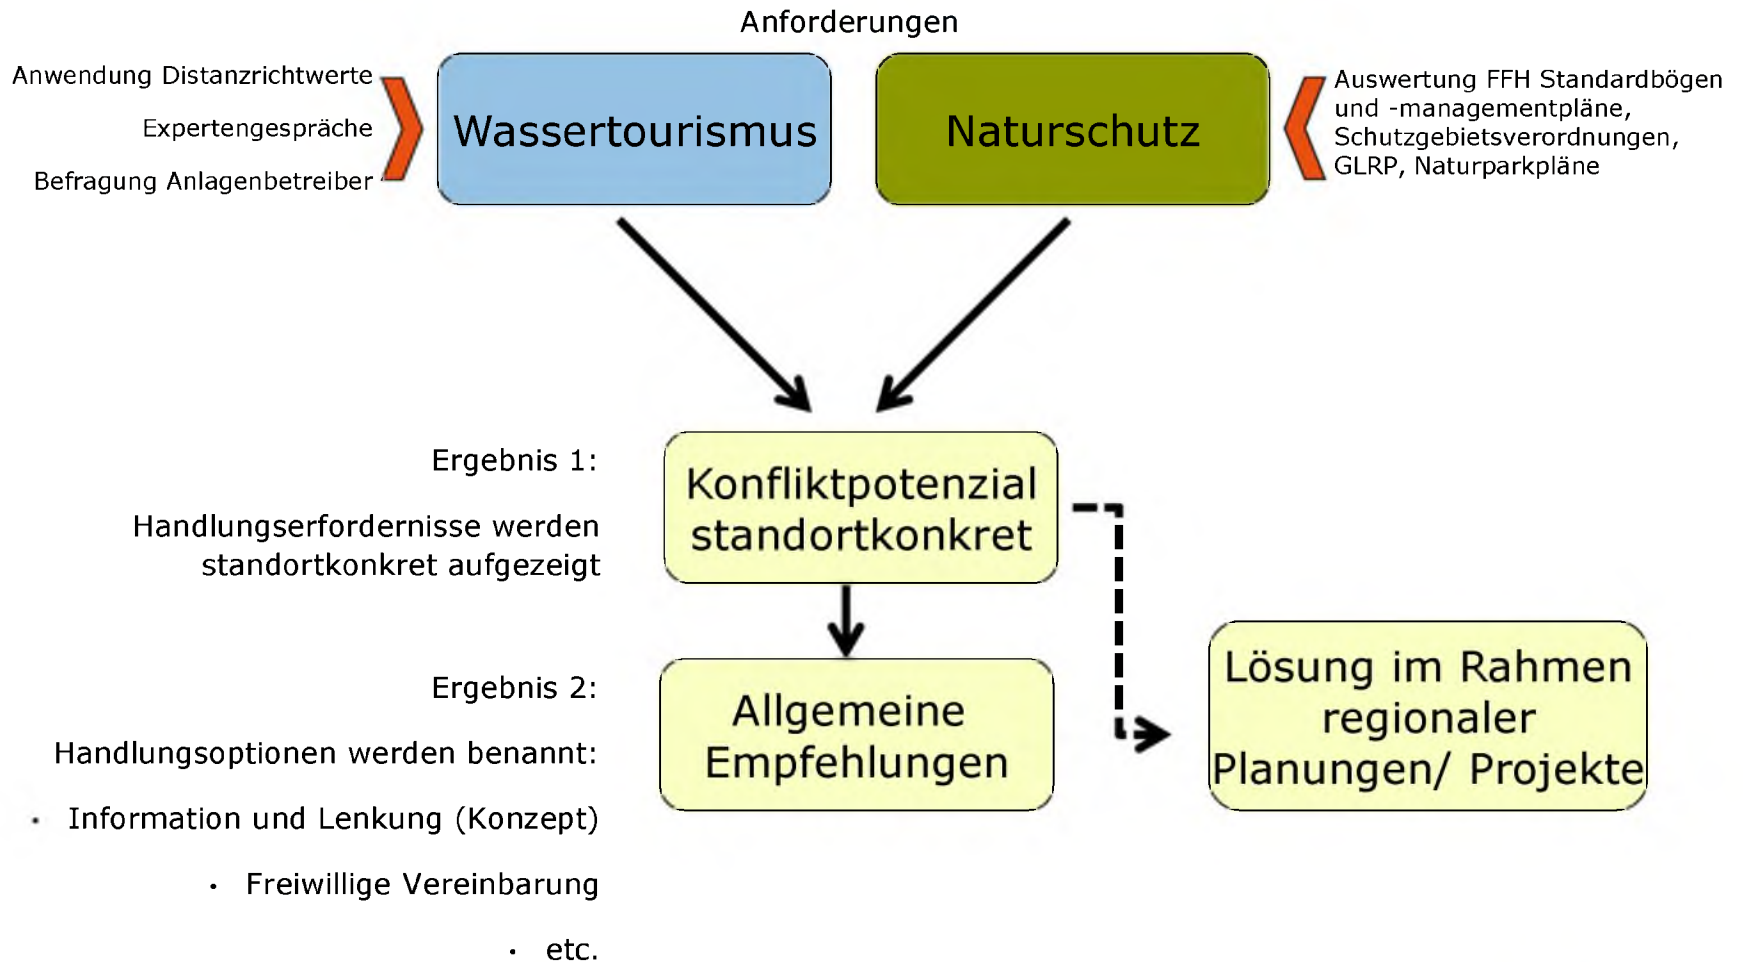 Anforderungen
Anwendung Distanzrichtwerte
Expertengespräche
Befragung Anlagenbetreiber
Wassertourismus
Naturschutz
Auswertung FFH Standardbögen
und -managementpläne,
Schutzgebietsverordnungen,
GLRP, Naturparkpläne
Ergebnis 1:
Handlungserfordernisse werden
standortkonkret aufgezeigt
Konfliktpotenzial
standortkonkret
Ergebnis 2:
Handlungsoptionen werden benannt:
· Information und Lenkung (Konzept)
· Freiwillige Vereinbarung
· etc.
Allgemeine
Empfehlungen
Lösung im Rahmen
regionaler
Planungen/ Projekte